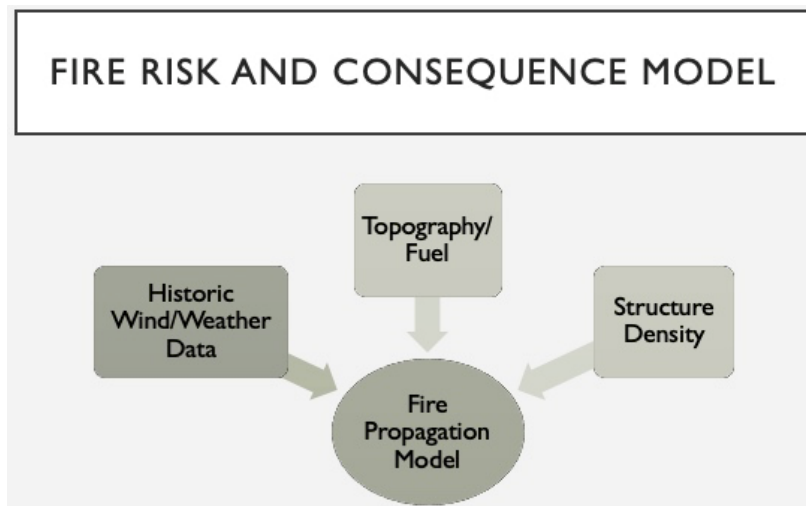 FIRE RISK AND CONSEQUENCE MODEL
Topography/
Fuel
Historic
Wind/Weather
Data
Structure
Density
Fire
Propagation
Model